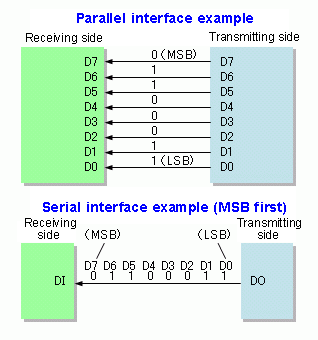 Parallel interface example
Receiving side Transmitting side
D7 0 (MSB) D7
D6 1 D6
D5 1 D5
D4 0 D4
D3 0 D3
D2 0 D2
D1 1 D1
D0 1 (LSB) D0
Serial interface example (MSB first)
Receiving side
Transmitting side
(MSB) (LSB)
D7 D6 D5 D4 D3 D2 D1 D0
DI 0 1 1 0 0 0 1 1 DO